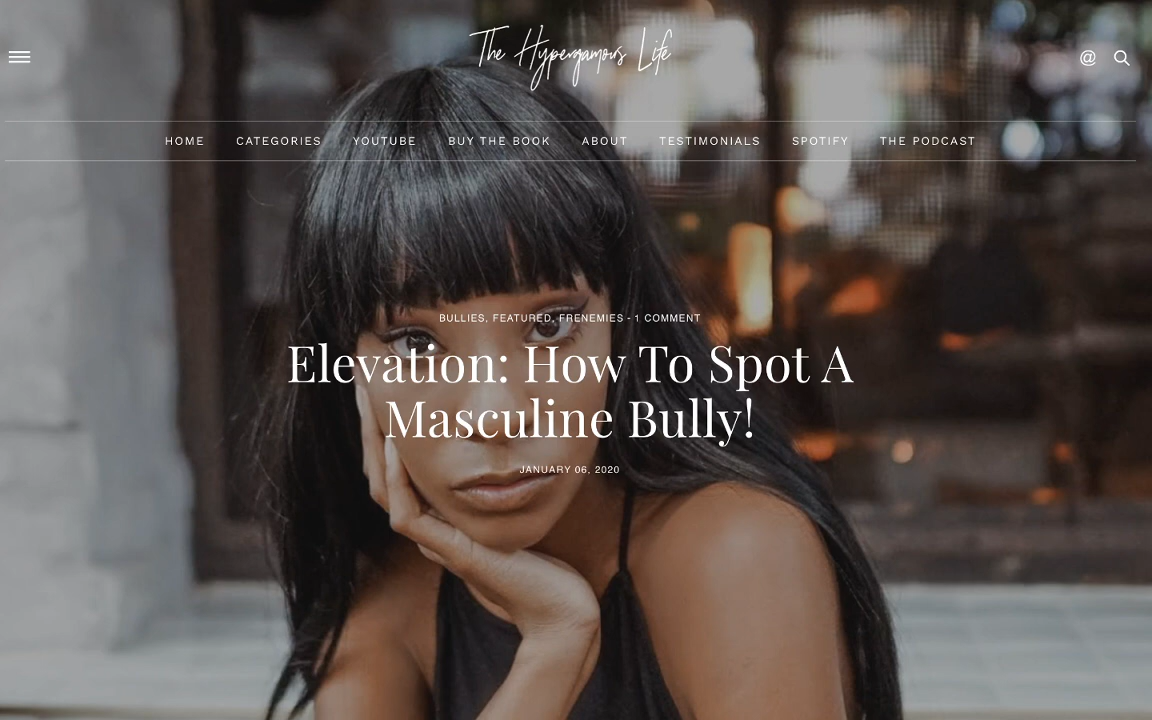 The Hypergamous Life
@
HOME CATEGORIES YOUTUBE BUY THE BOOK ABOUT TESTIMONIALS SPOTIFY THE PODCAST
BULLIES, FEATURED, FRENEMIES - 1 COMMENT
Elevation: How To Spot A
Masculine Bully!
JANUARY 06, 2020